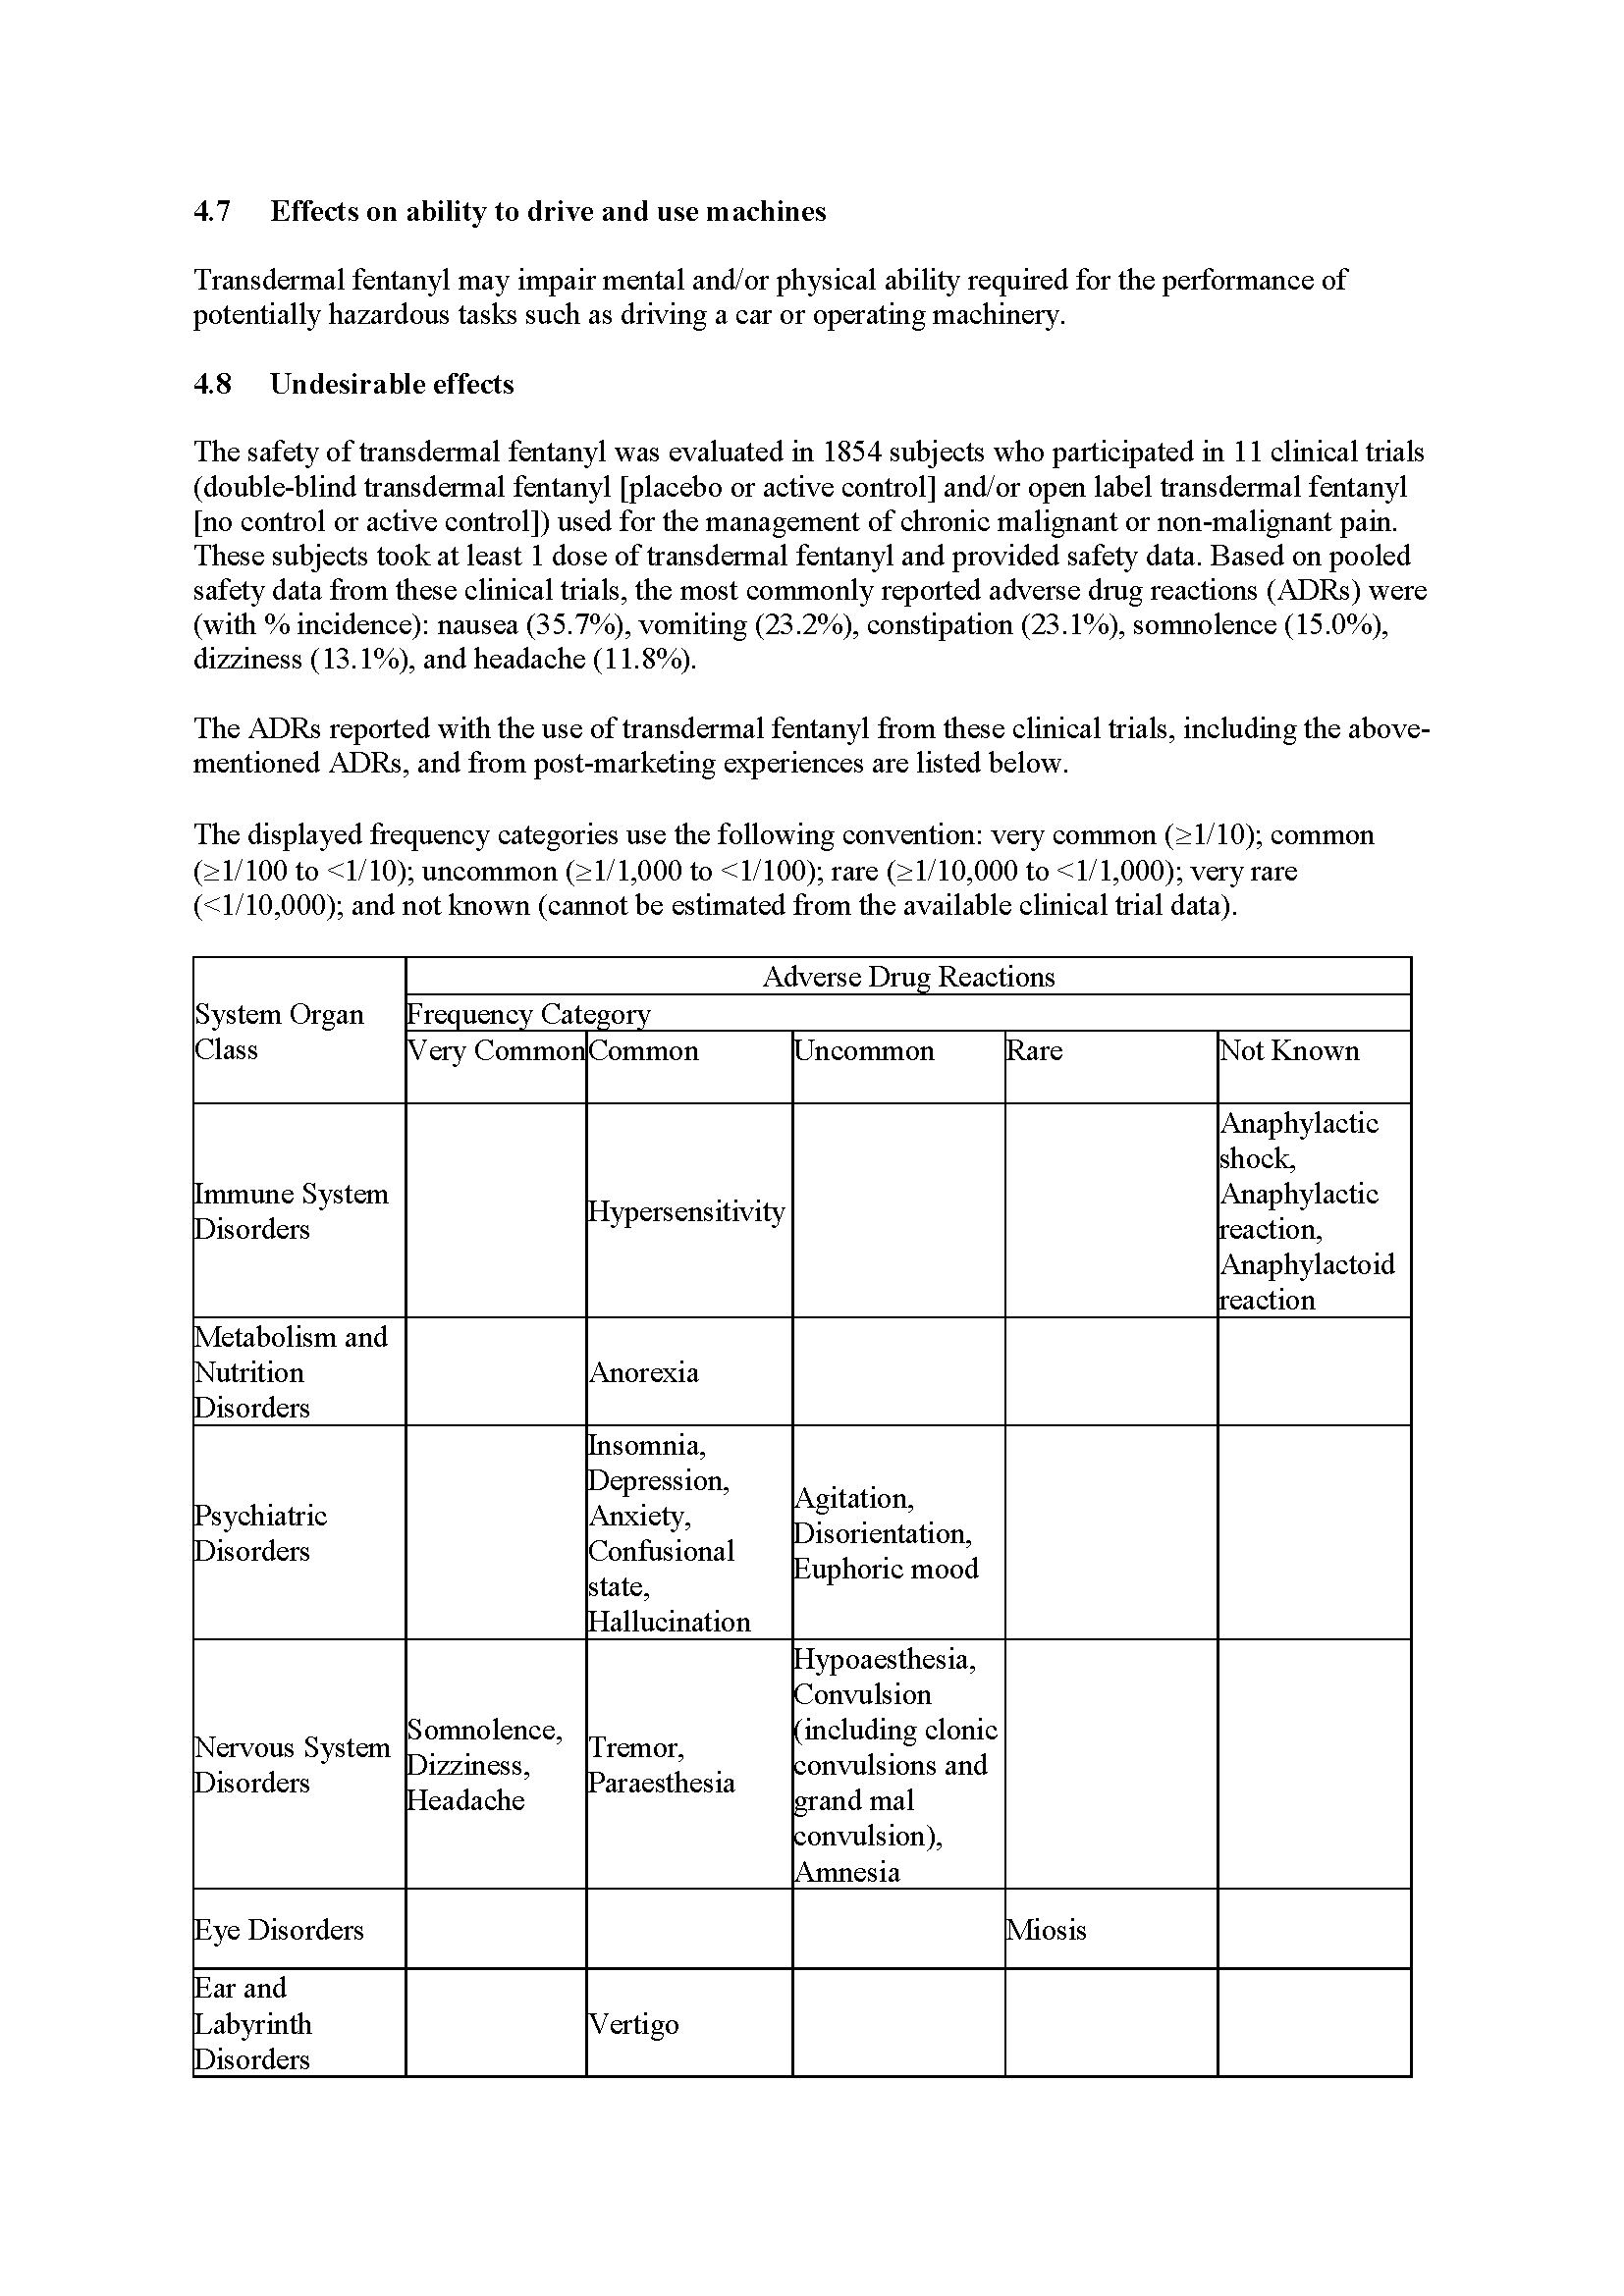 4.7 Effects on ability to drive and use machines
Transdermal fentanyl may impair mental and/or physical ability required for the performance of
potentially hazardous tasks such as driving a car or operating machinery.
4.8 Undesirable effects
The safety of transdermal fentanyl was evaluated in 1854 subjects who participated in 11 clinical trials
(double-blind transdermal fentanyl [placebo or active control] and/or open label transdermal fentanyl
[no control or active control]) used for the management of chronic malignant or non-malignant pain.
These subjects took at least 1 dose of transdermal fentanyl and provided safety data. Based on pooled
safety data from these clinical trials, the most commonly reported adverse drug reactions (ADRs) were
(with % incidence): nausea (35.7%), vomiting (23.2%), constipation (23.1%), somnolence (15.0%),
dizziness (13.1%), and headache (11.8%).
The ADRs reported with the use of transdermal fentanyl from these clinical trials, including the above-
mentioned ADRs, and from post-marketing experiences are listed below.
The displayed frequency categories use the following convention: very common (≥1/10); common
(≥1/100 to <1/10); uncommon (≥1/1,000 to <1/100); rare (≥1/10,000 to <1/1,000); very rare
(<1/10,000); and not known (cannot be estimated from the available clinical trial data).
System Organ
Class
Adverse Drug Reactions
Frequency Category
Very Common
Common
Uncommon
Rare
Not Known
Immune System
Disorders
Hypersensitivity
Anaphylactic
shock,
Anaphylactic
reaction,
Anaphylactoid
reaction
Metabolism and
Nutrition
Disorders
Anorexia
Psychiatric
Disorders
Insomnia,
Depression,
Anxiety,
Confusional
state,
Hallucination
Agitation,
Disorientation,
Euphoric mood
Nervous System
Disorders
Somnolence,
Dizziness,
Headache
Tremor,
Paraesthesia
Hypoaesthesia,
Convulsion
(including clonic
convulsions and
grand mal
convulsion),
Amnesia
Eye Disorders
Miosis
Ear and
Labyrinth
Disorders
Vertigo